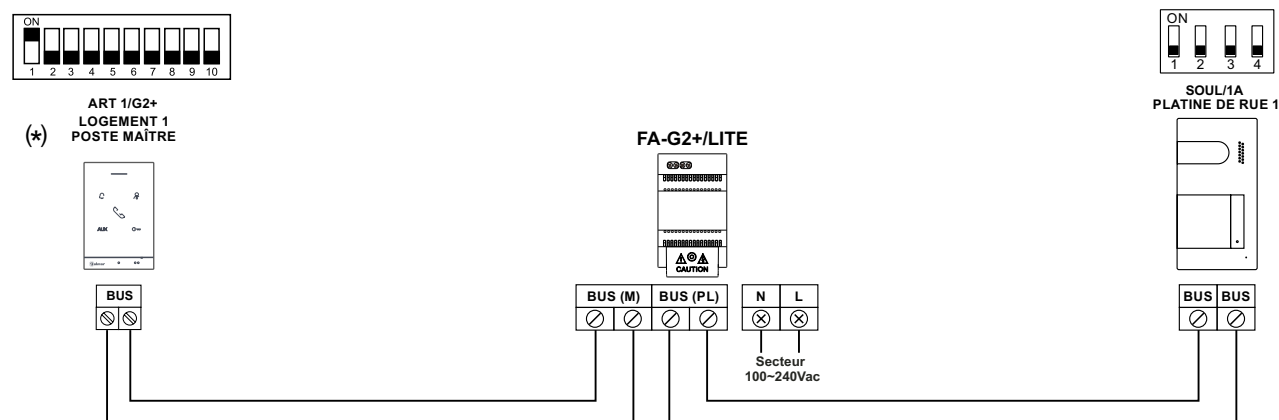 ON
1 2 3 4 5 6 7 8 9 10
ART 1/G2+
LOGEMENT 1
(*) POSTE MAÎTRE
AUX
BUS
FA-G2+/LITE
CAUTION
BUS (M) BUS (PL) N L
Secteur
100~240Vac
ON
1 2 3 4
SOUL/1A
PLATINE DE RUE 1
BUS BUS